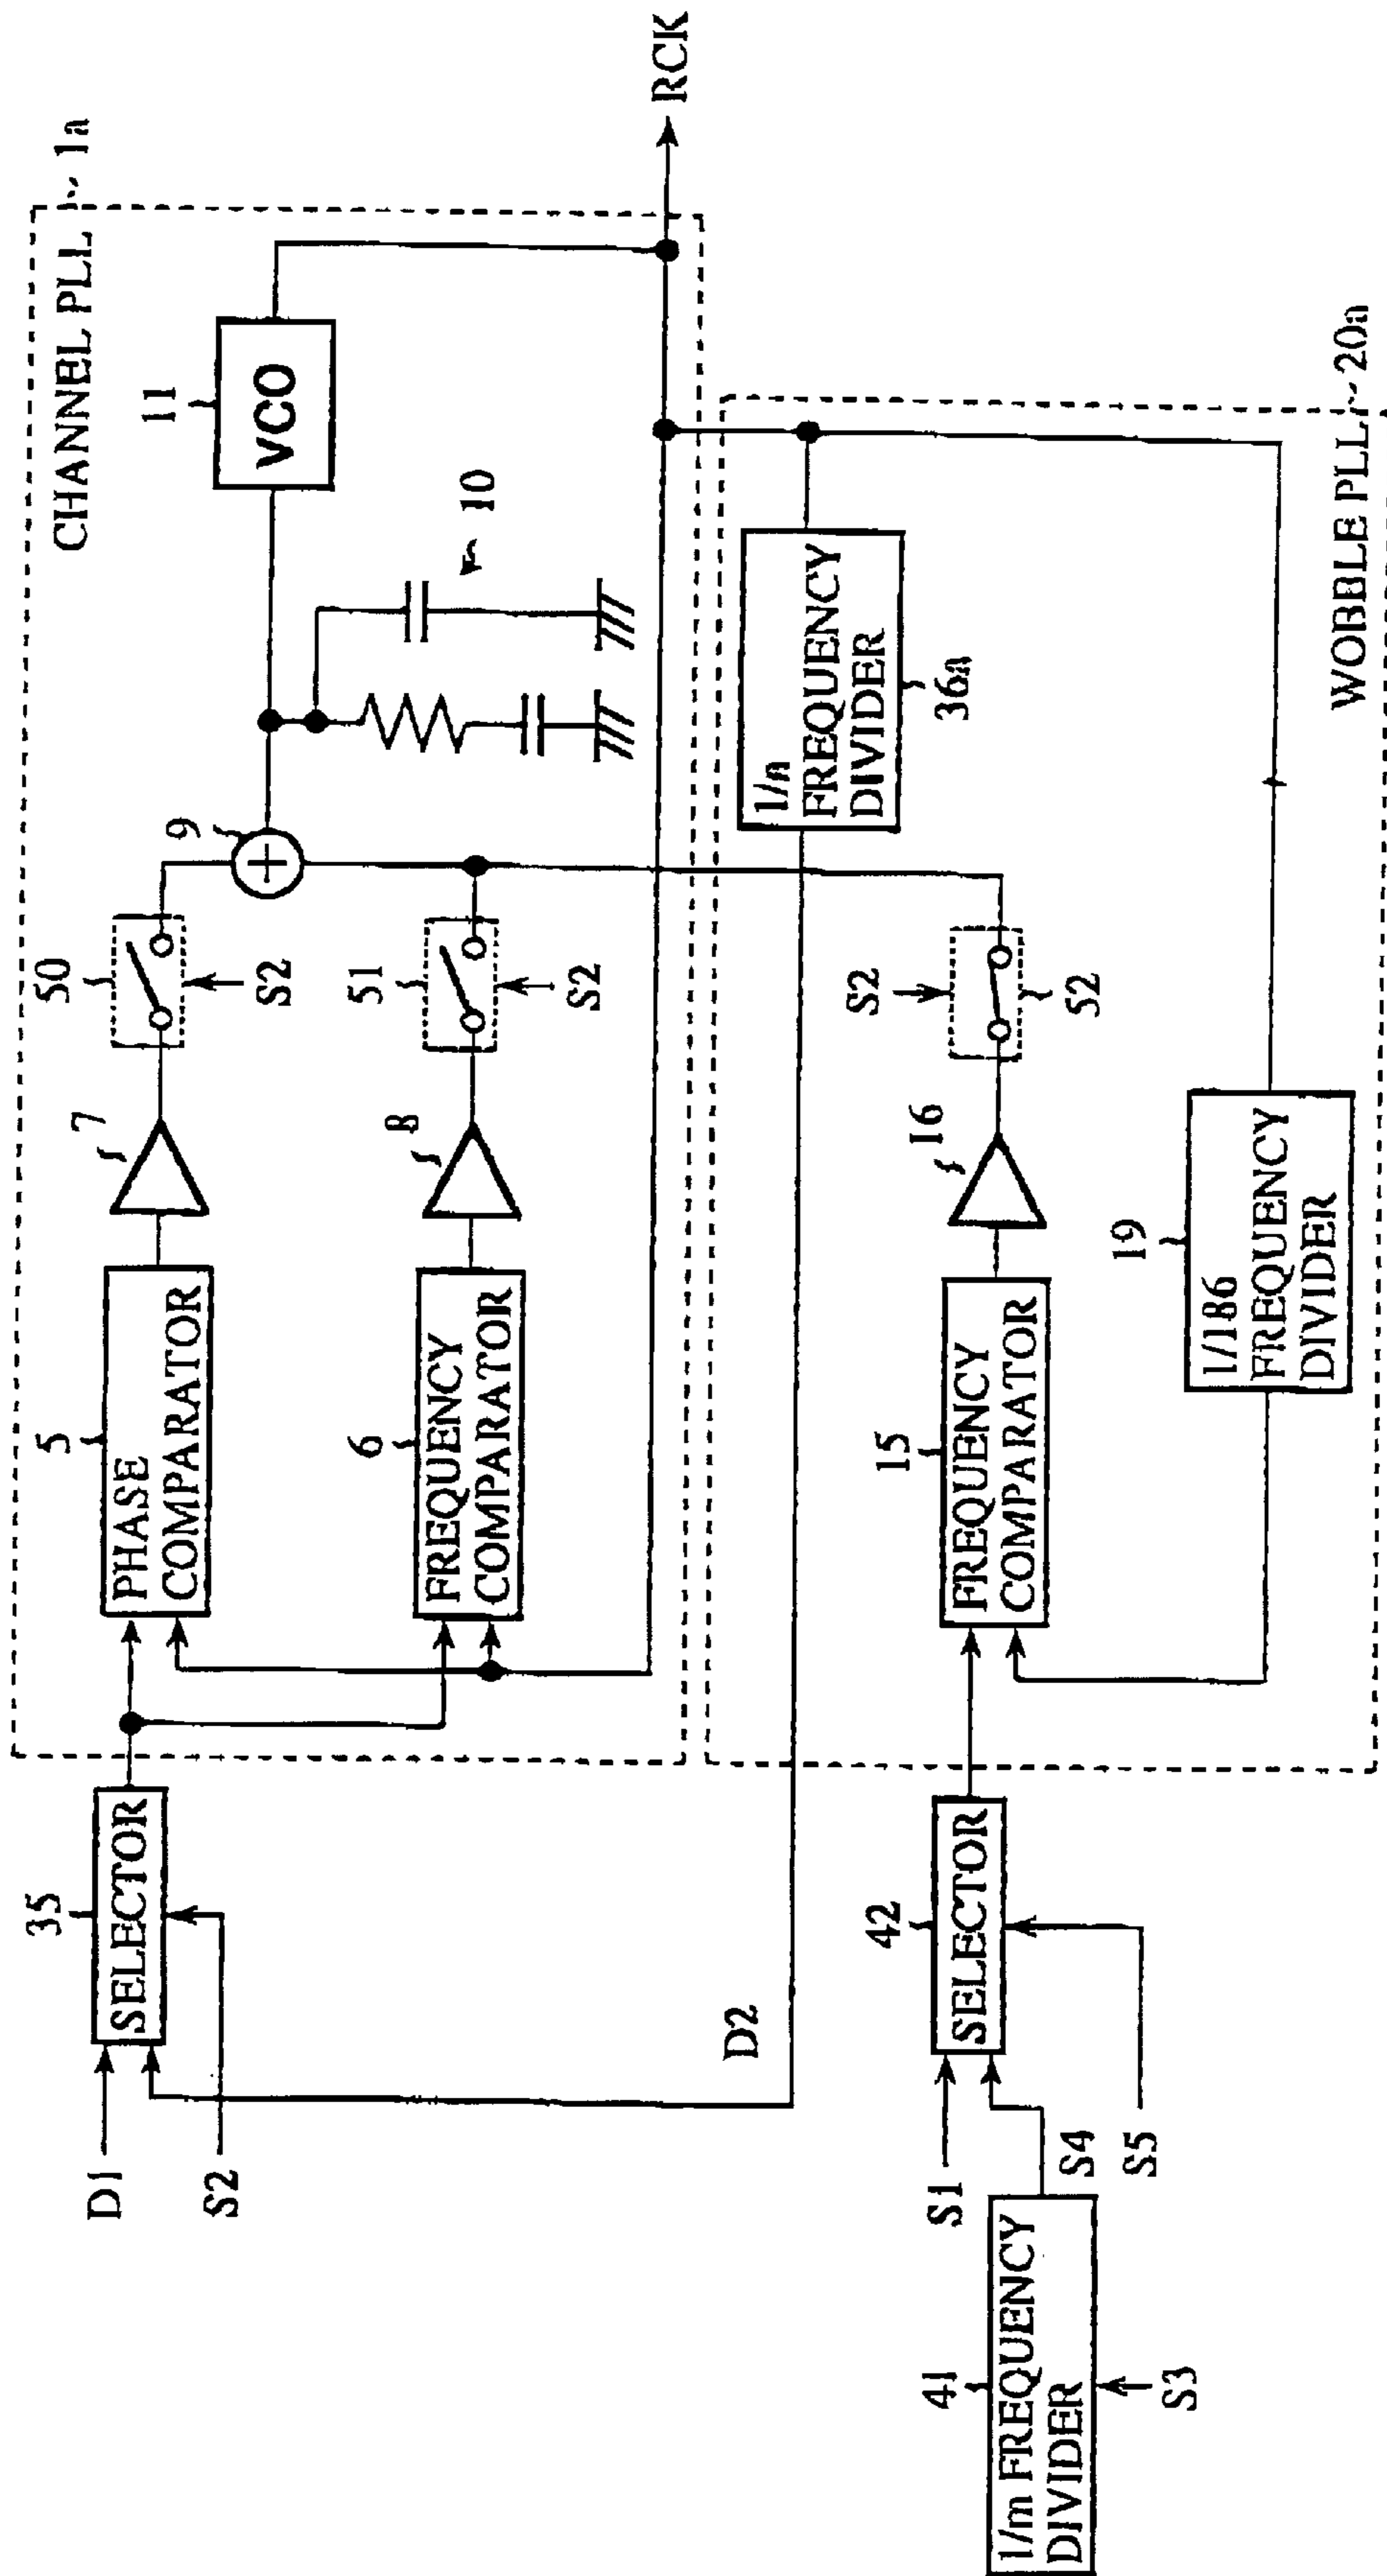 CHANNEL PLL ~ 1a
D1
S2
35
SELECTOR
5
PHASE
COMPARATOR
7
50
S2
9
11
VCO
6
FREQUENCY
COMPARATOR
8
51
S2
10
RCK
D2
1/n
FREQUENCY
DIVIDER
36a
41
1/m FREQUENCY
DIVIDER
S3
S1
S4
S5
42
SELECTOR
15
FREQUENCY
COMPARATOR
16
S2
52
19
1/186
FREQUENCY
DIVIDER
WOBBLE PLL ~20a